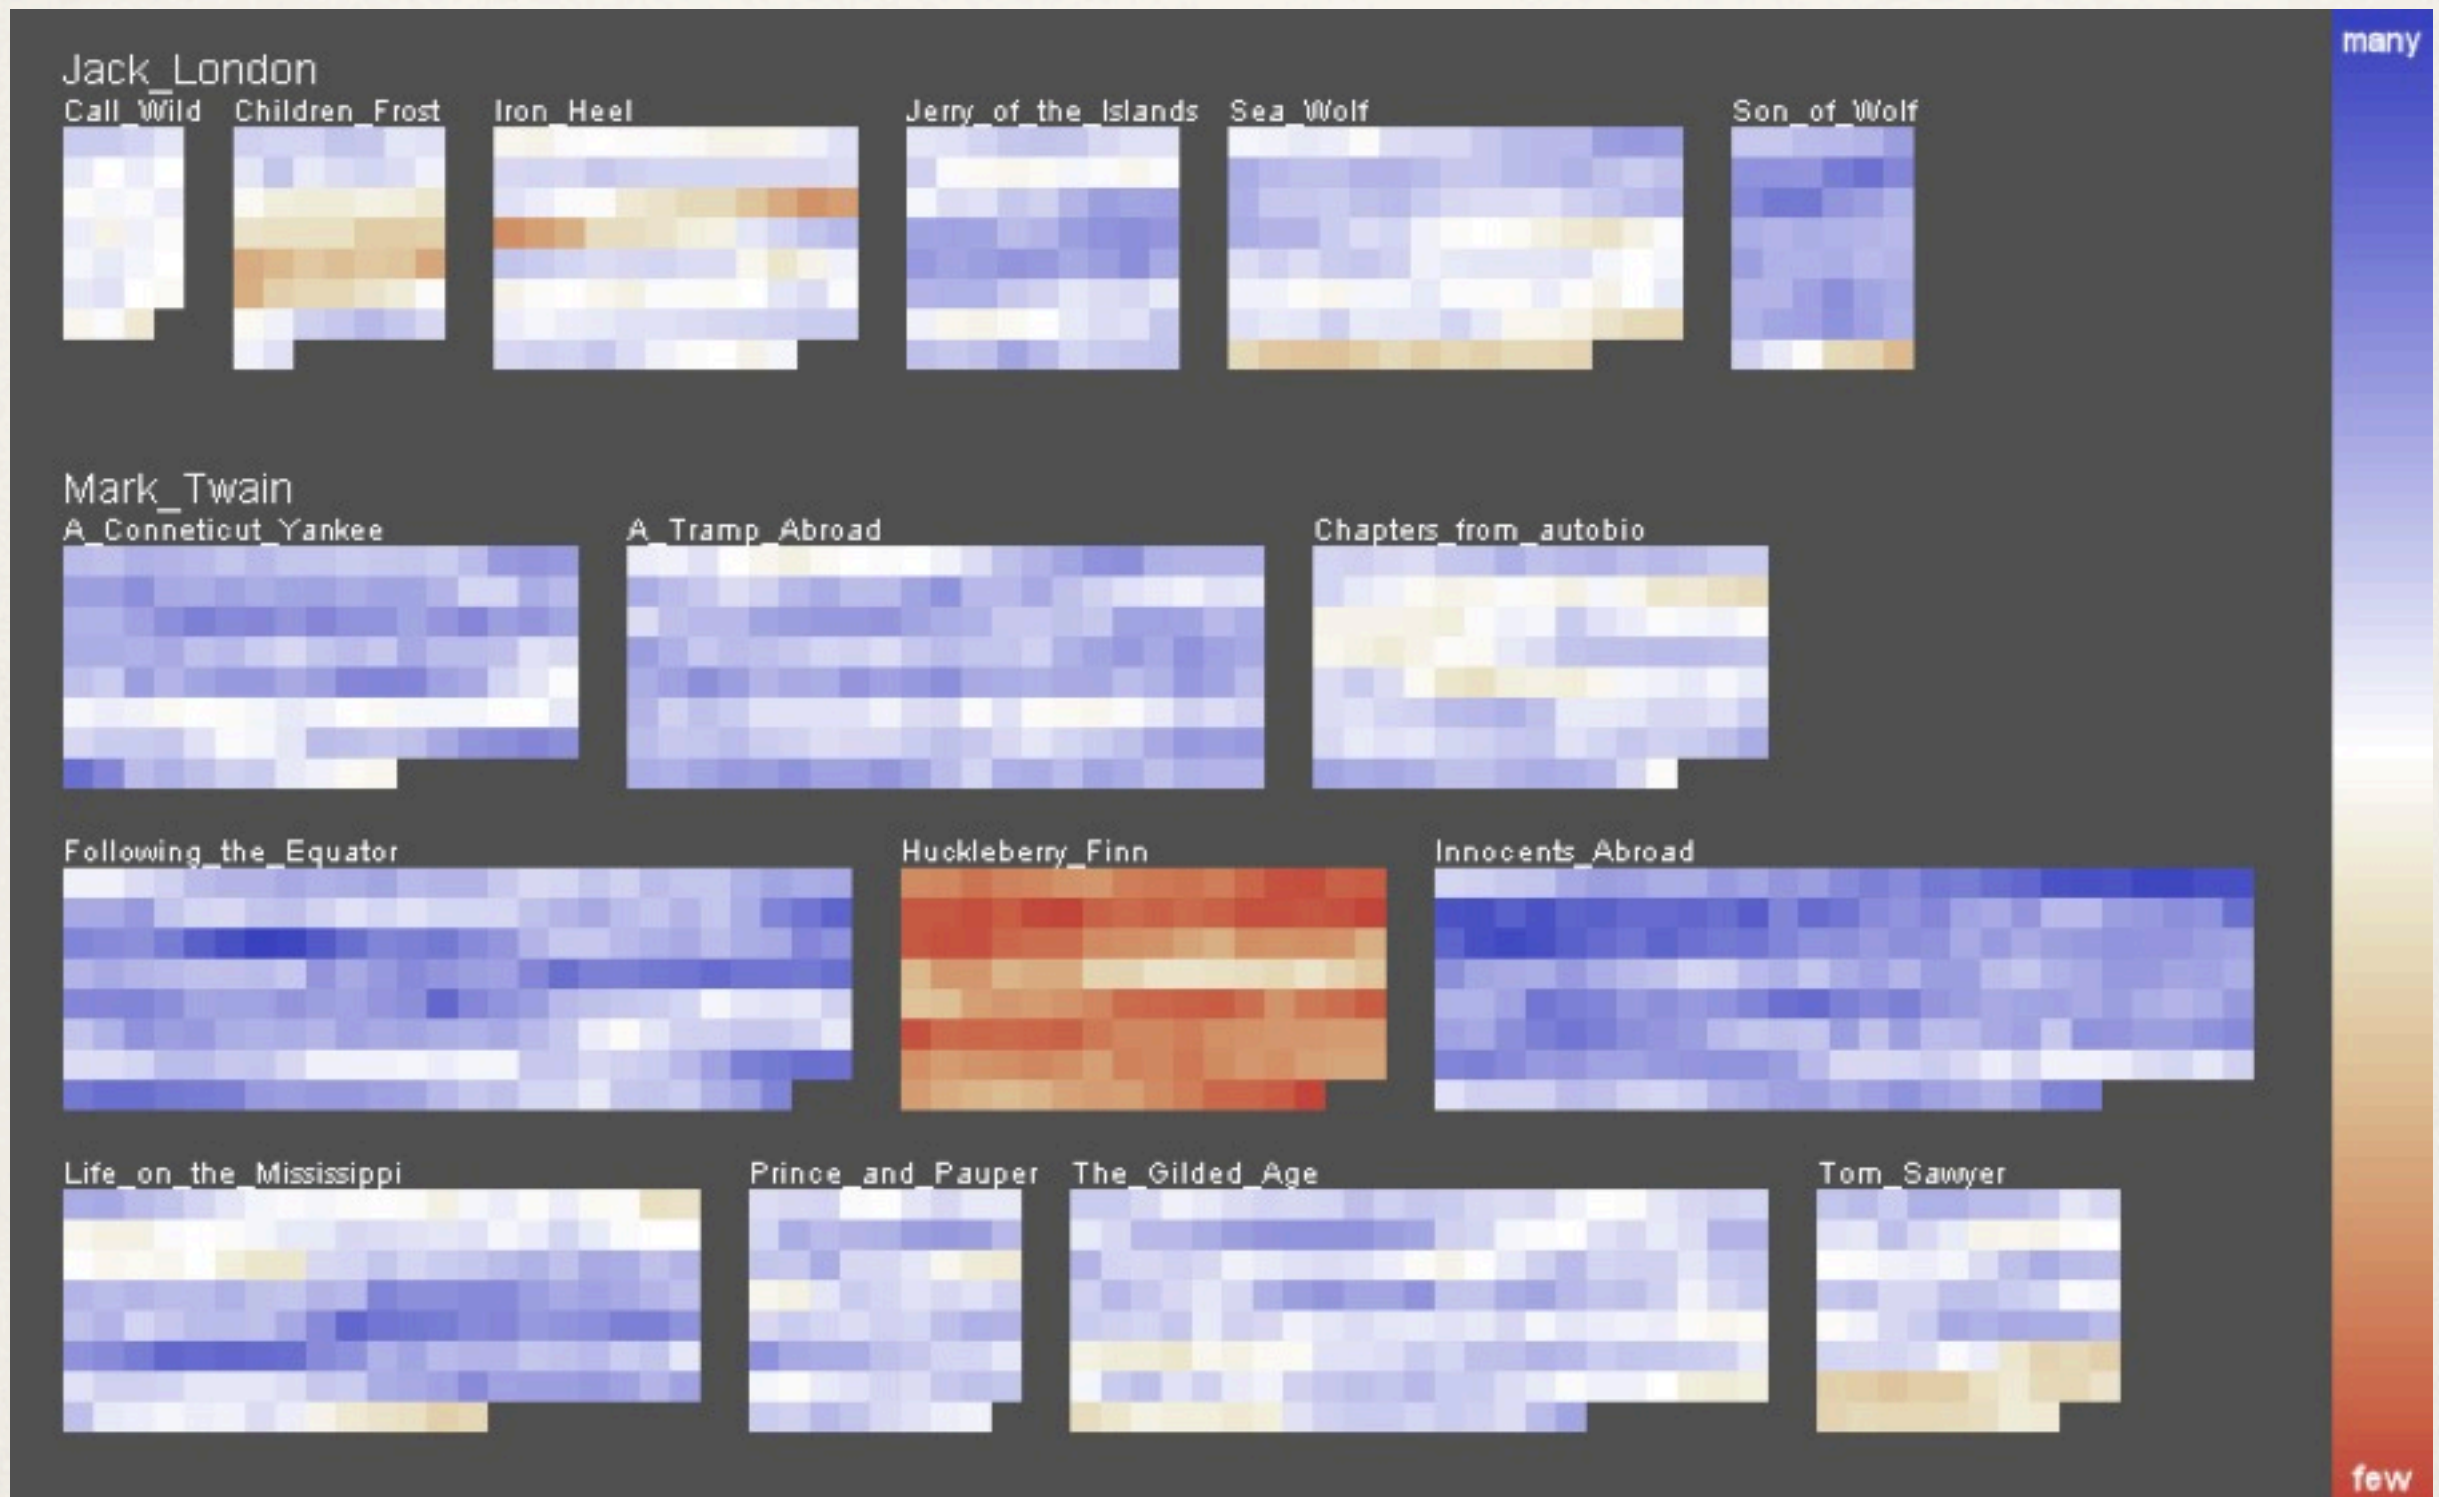 many
Jack_London
Call_Wild Children_Frost Iron_Heel Jerry_of_the_Islands Sea_Wolf Son_of_Wolf
Mark_Twain
A_Conneticut_Yankee A_Tramp_Abroad Chapters_from_autobio
Following_the_Equator Huckleberry_Finn Innocents_Abroad
Life_on_the_Mississippi Prince_and_Pauper The_Gilded_Age Tom_Sawyer
few